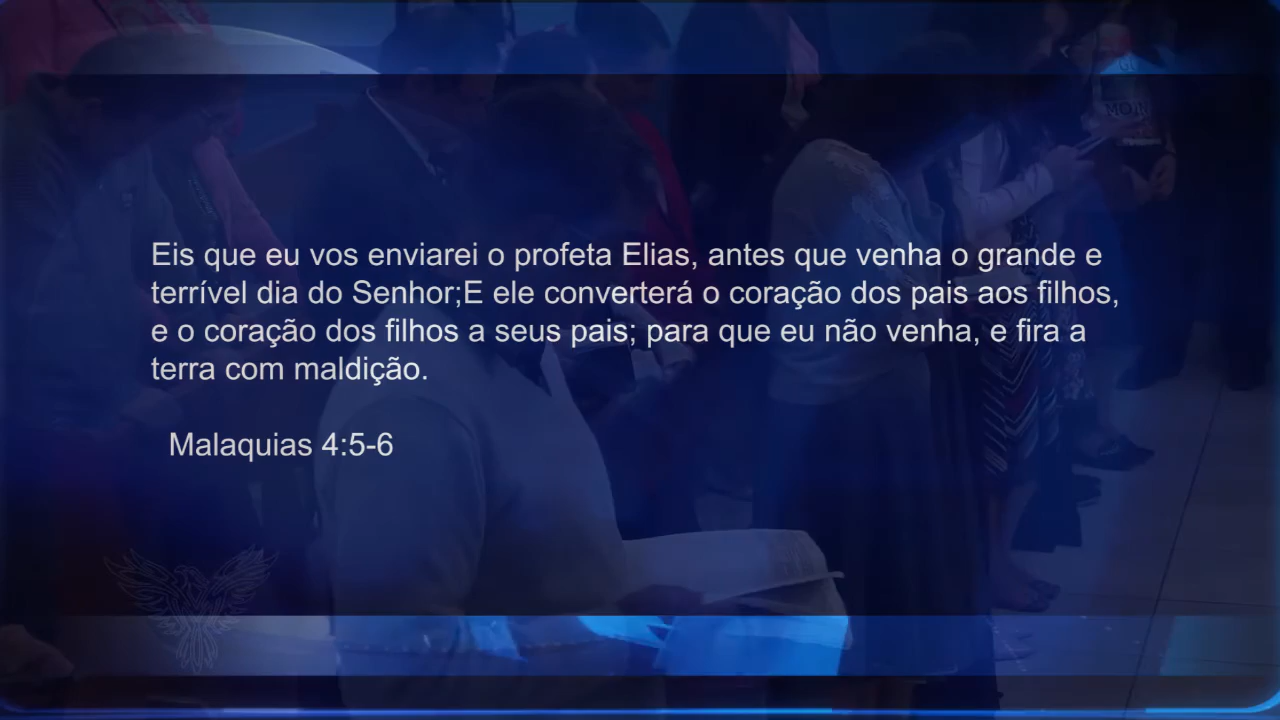 Eis que eu vos enviarei o profeta Elias, antes que venha o grande e
terrível dia do Senhor;E ele converterá o coração dos pais aos filhos,
e o coração dos filhos a seus pais; para que eu não venha, e fira a
terra com maldição.
Malaquias 4:5-6